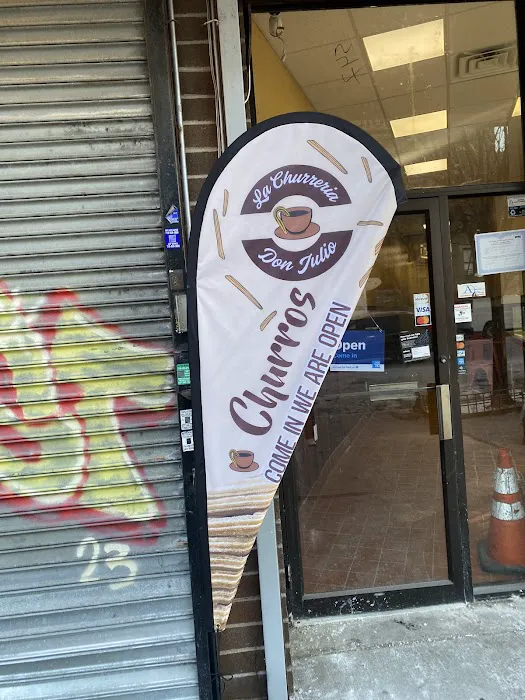 La Churreria
Don Julio
Churros
COME IN WE ARE OPEN
Open
come in
VISA
23